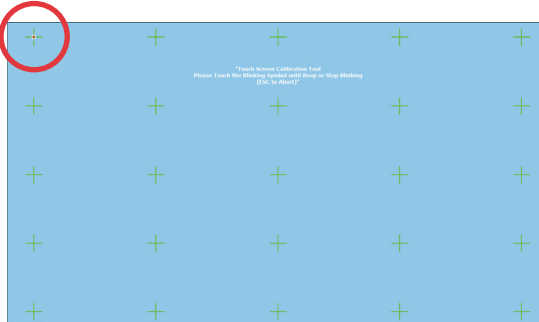 "Touch Screen Calibration Tool
Please Touch the Blinking Symbol until Beep or Stop Blinking
(ESC to Abort)"